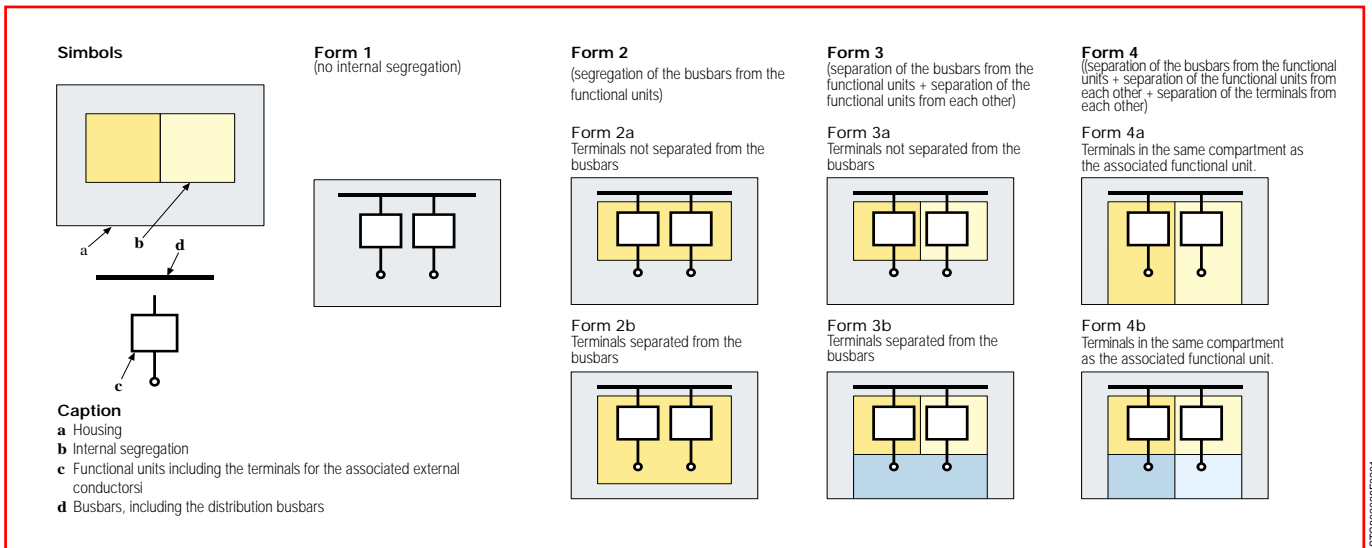 Simbols
a
b
d
c
Caption
a Housing
b Internal segregation
c Functional units including the terminals for the associated external
conductorsi
d Busbars, including the distribution busbars
Form 1
(no internal segregation)
Form 2
(segregation of the busbars from the
functional units)
Form 2a
Terminals not separated from the
busbars
Form 2b
Terminals separated from the
busbars
Form 3
(separation of the busbars from the
functional units + separation of the
functional units from each other)
Form 3a
Terminals not separated from the
busbars
Form 3b
Terminals separated from the
busbars
Form 4
((separation of the busbars from the functional
units + separation of the functional units from
each other + separation of the terminals from
each other)
Form 4a
Terminals in the same compartment as
the associated functional unit.
Form 4b
Terminals in the same compartment
as the associated functional unit.